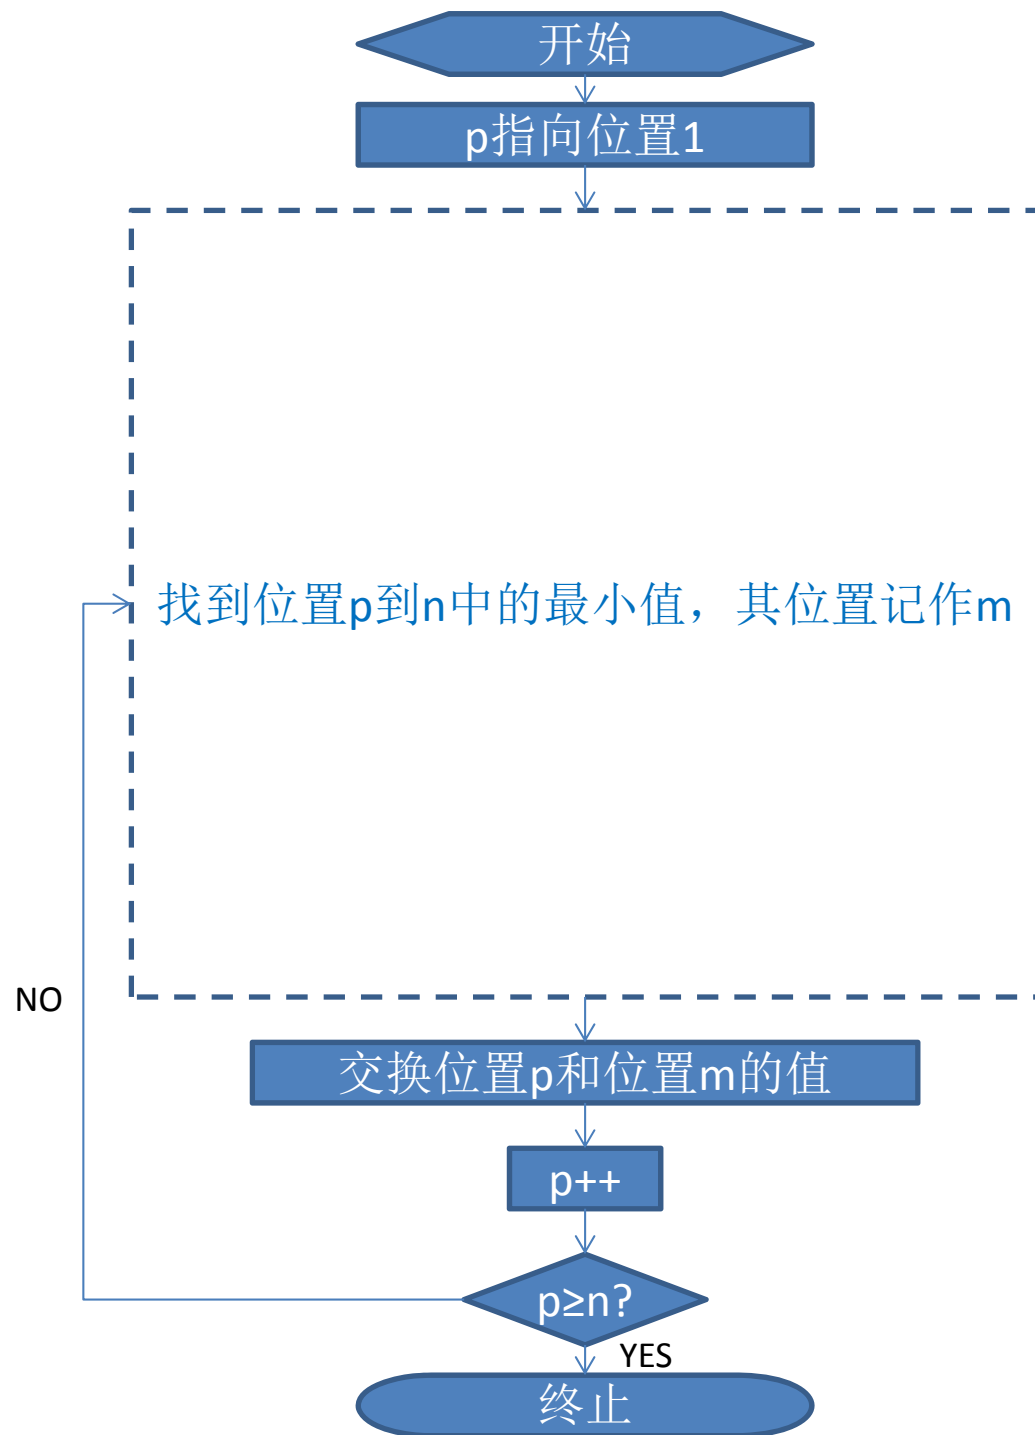 开始
p指向位置1
找到位置p到n中的最小值，其位置记作m
NO
交换位置p和位置m的值
p++
p≥n?
YES
终止